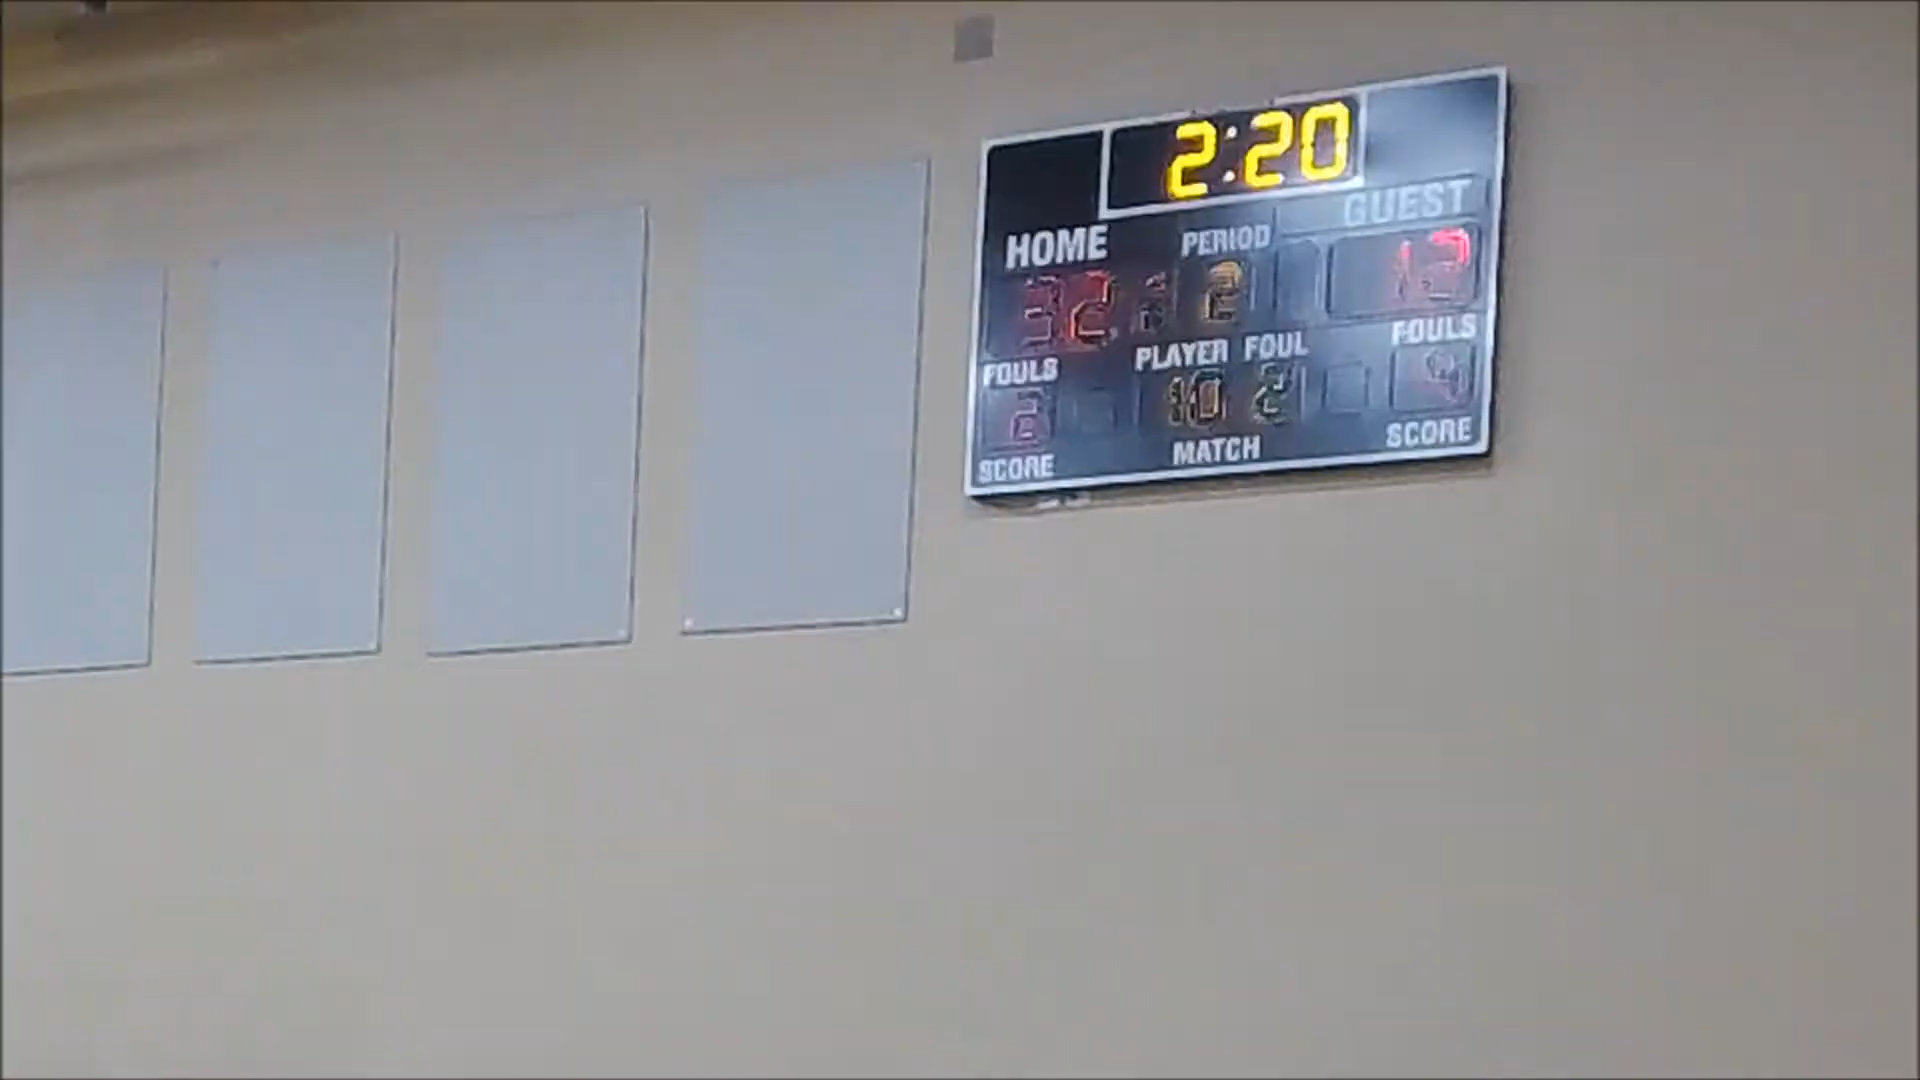 2:20
HOME PERIOD GUEST
32 2 12
FOULS PLAYER FOUL FOULS
2 10 2
SCORE MATCH SCORE